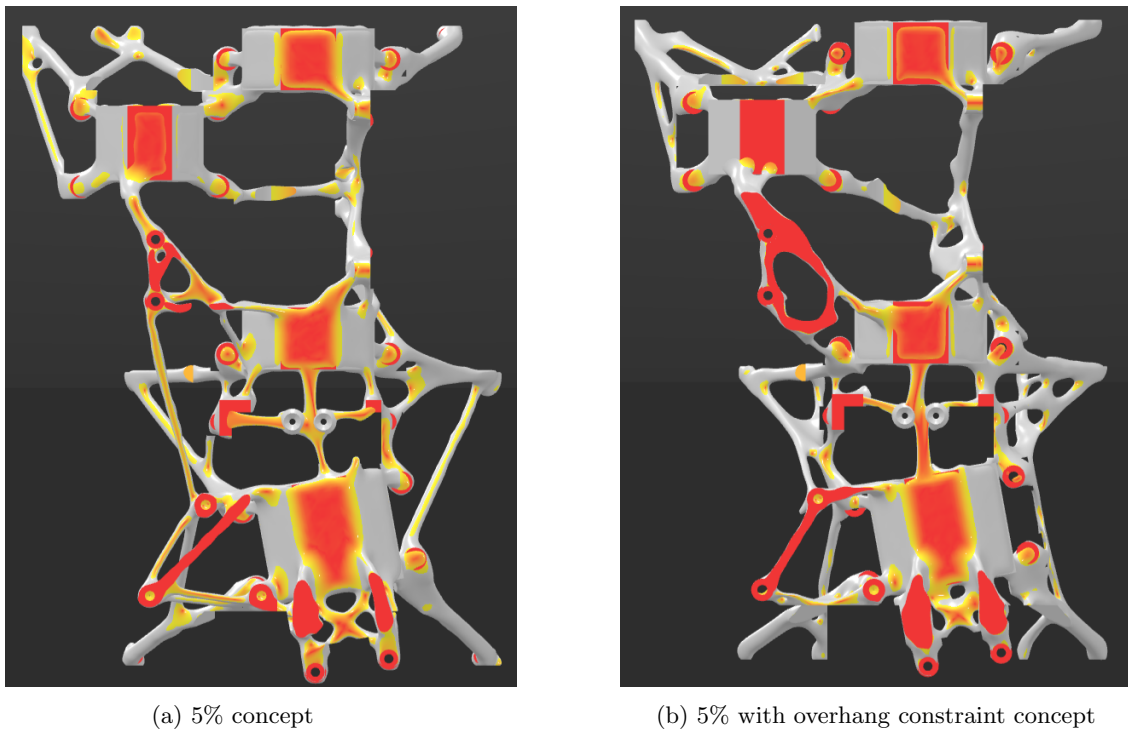 (a) 5% concept
(b) 5% with overhang constraint concept